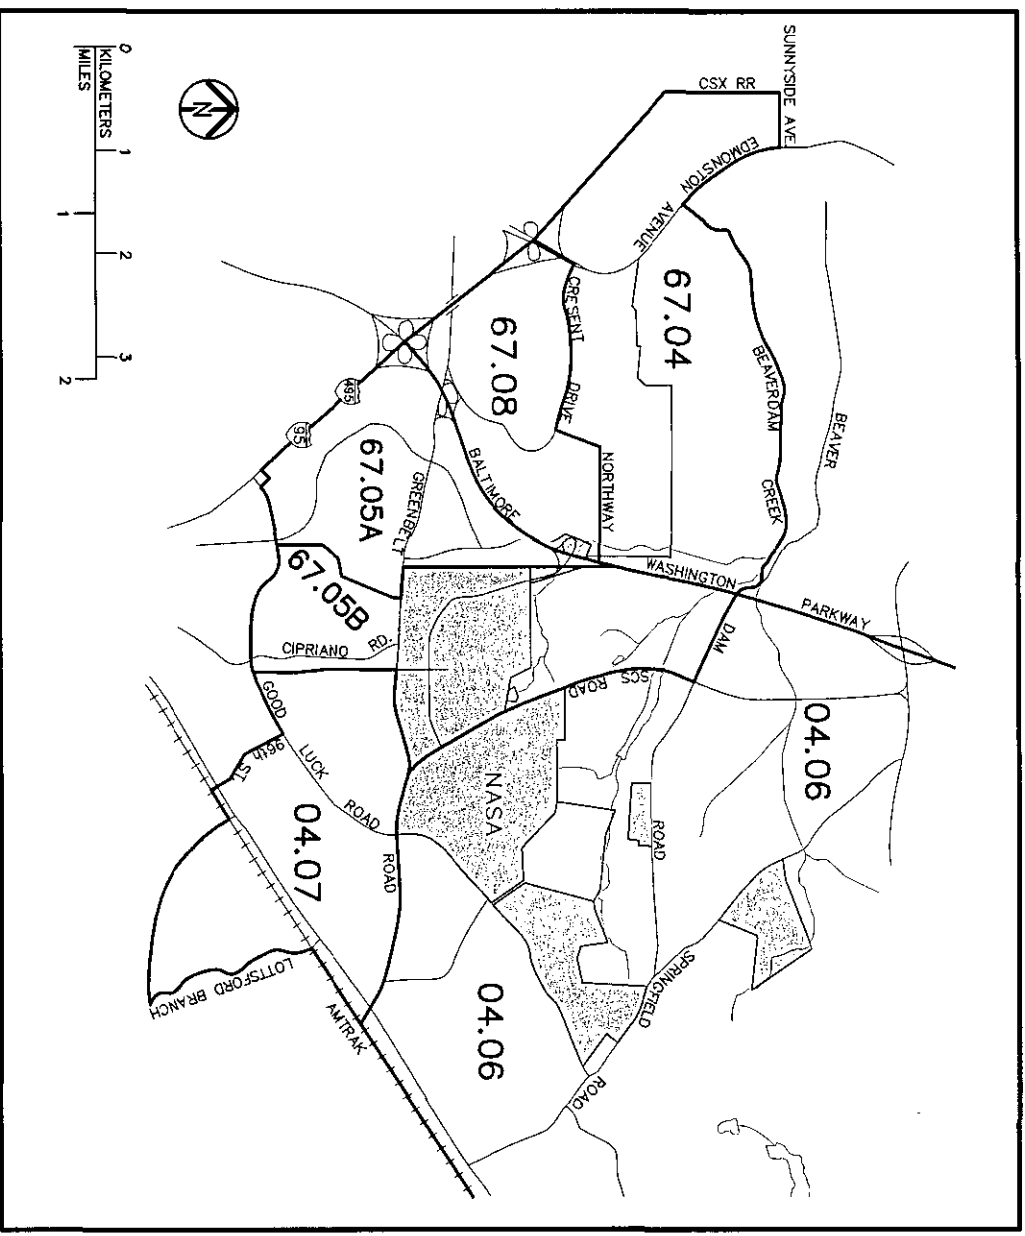 SUNNYSIDE AVE.
CSX RR
EDMONSTON
AVENUE
67.04
BEAVERDAM
CREEK
BEAVER
DAM
ROAD
CRESENT
DRIVE
NORTHWAY
67.08
BALTIMORE
WASHINGTON
PARKWAY
GREENBELT
ROAD
495
95
67.05A
67.05B
CIPRIANO RD.
SCS
ROAD
NASA
04.06
SPRINGFIELD
ROAD
04.06
GOOD
LUCK
ROAD
96th ST
04.07
AMTRAK
LOTTSFORD BRANCH
N
0 1 2 3
KILOMETERS
MILES
1 2